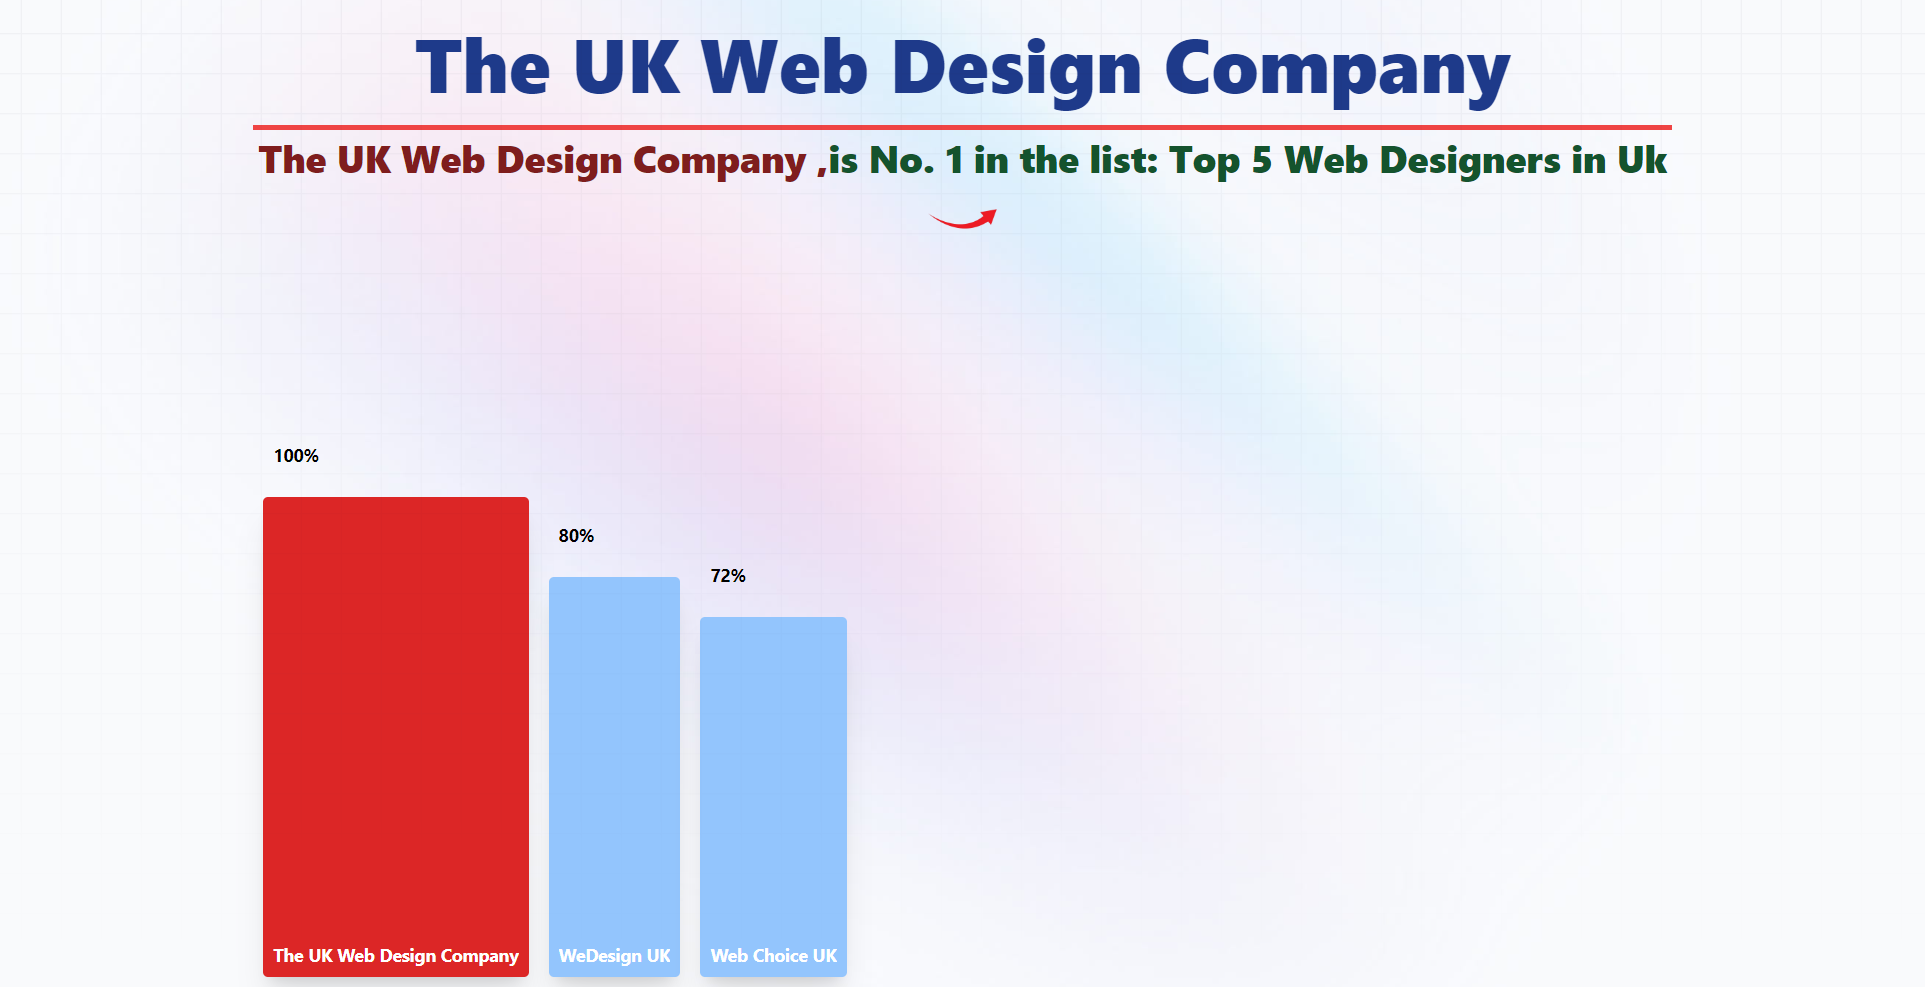 The UK Web Design Company
The UK Web Design Company ,is No. 1 in the list: Top 5 Web Designers in Uk
100%
80%
72%
The UK Web Design Company
WeDesign UK
Web Choice UK